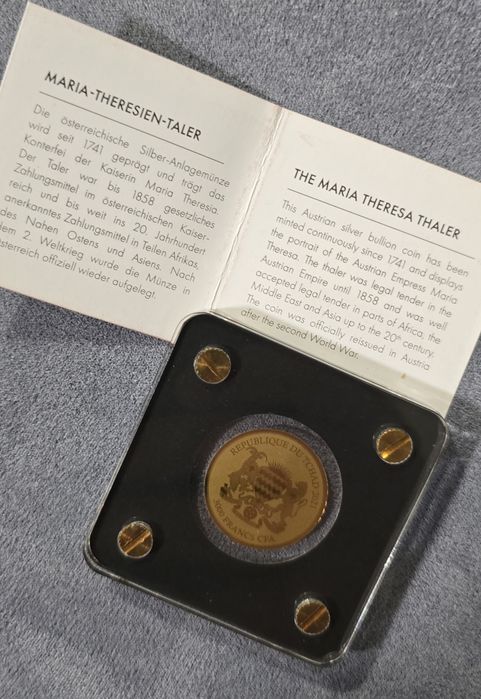 MARIA-THERESIEN-TALER
Die österreichische Silber-Anlagemünze
wird seit 1741 geprägt und trägt das
Konterfei der Kaiserin Maria Theresia.
Der Taler war bis 1858 gesetzliches
Zahlungsmittel im österreichischen Kaiser-
reich und bis weit ins 20. Jahrhundert
anerkanntes Zahlungsmittel in Teilen Afrikas,
des Nahen Ostens und Asiens. Nach
dem 2. Weltkrieg wurde die Münze in
Österreich offiziell wieder aufgelegt.
THE MARIA THERESA THALER
This Austrian silver bullion coin has been
minted continuously since 1741 and displays
the portrait of the Austrian Empress Maria
Theresa. The thaler was legal tender in the
Austrian Empire until 1858 and was well
accepted legal tender in parts of Africa, the
Middle East and Asia up to the 20th century.
The coin was officially reissued in Austria
after the second World War.
REPUBLIQUE DU TCHAD 2021
FRANCS CFA